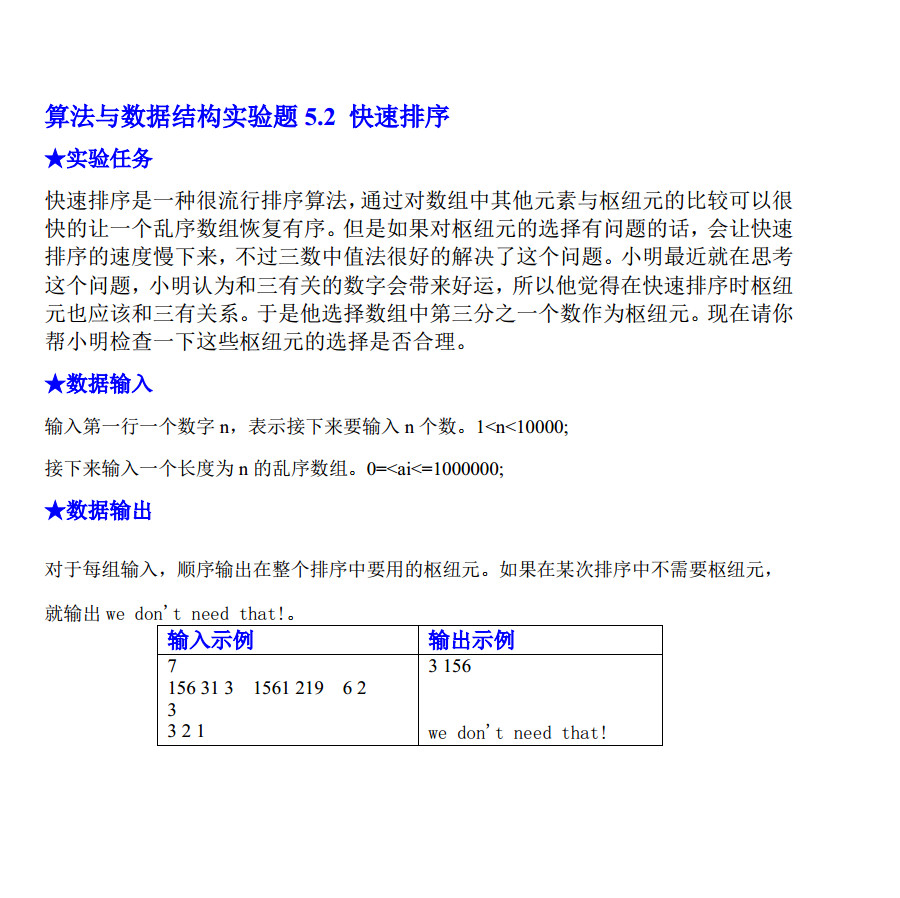 算法与数据结构实验题 5.2 快速排序
★实验任务
快速排序是一种很流行排序算法，通过对数组中其他元素与枢纽元的比较可以很
快的让一个乱序数组恢复有序。但是如果对枢纽元的选择有问题的话，会让快速
排序的速度慢下来，不过三数中值法很好的解决了这个问题。小明最近就在思考
这个问题，小明认为和三有关的数字会带来好运，所以他觉得在快速排序时枢纽
元也应该和三有关系。于是他选择数组中第三分之一个数作为枢纽元。现在请你
帮小明检查一下这些枢纽元的选择是否合理。
★数据输入
输入第一行一个数字 n，表示接下来要输入 n 个数。1<n<10000;
接下来输入一个长度为 n 的乱序数组。0=<ai<=1000000;
★数据输出
对于每组输入，顺序输出在整个排序中要用的枢纽元。如果在某次排序中不需要枢纽元，
就输出 we don't need that!。
输入示例 输出示例
7 3 156
156 31 3 1561 219 6 2
3
3 2 1 we don't need that!